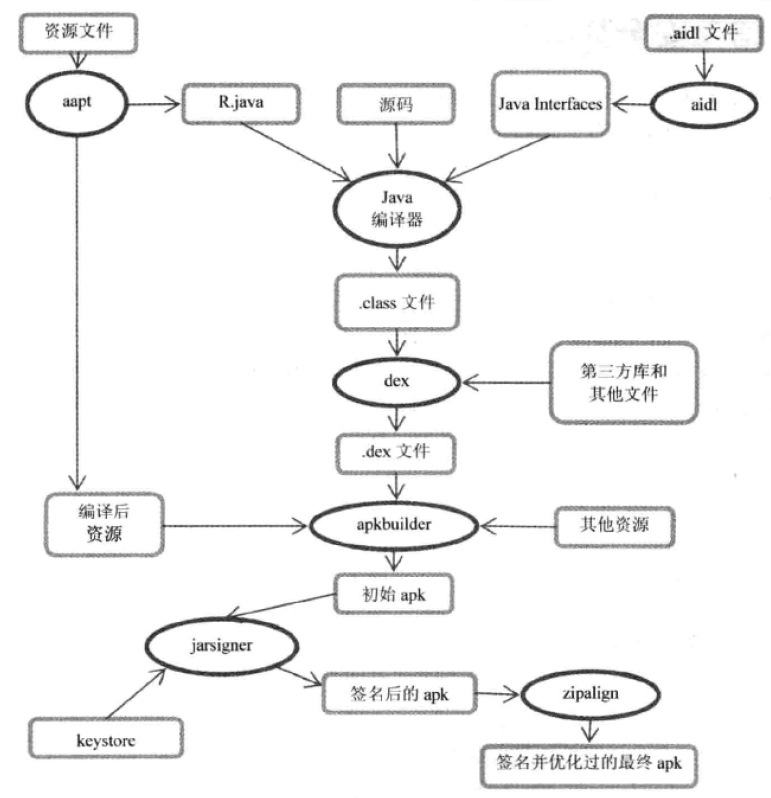 资源文件
.aidl 文件
aapt
R.java
源码
Java Interfaces
aidl
Java
编译器
.class 文件
dex
第三方库和
其他文件
.dex 文件
编译后
资源
apkbuilder
其他资源
初始 apk
jarsigner
签名后的 apk
zipalign
keystore
签名并优化过的最终 apk